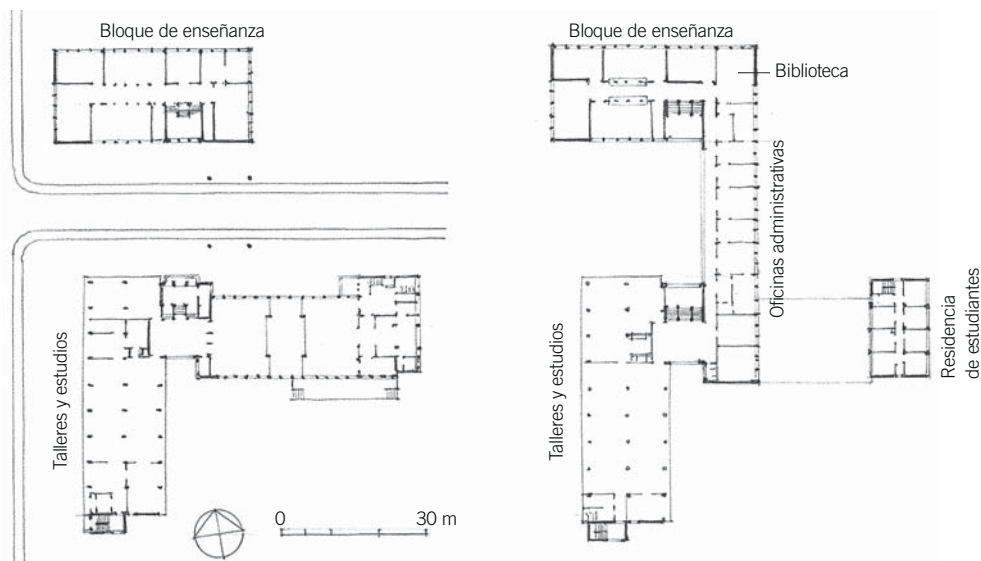 Bloque de enseñanza
Talleres y estudios
0 30 m
Bloque de enseñanza
Biblioteca
Oficinas administrativas
Talleres y estudios
Residencia
de estudiantes